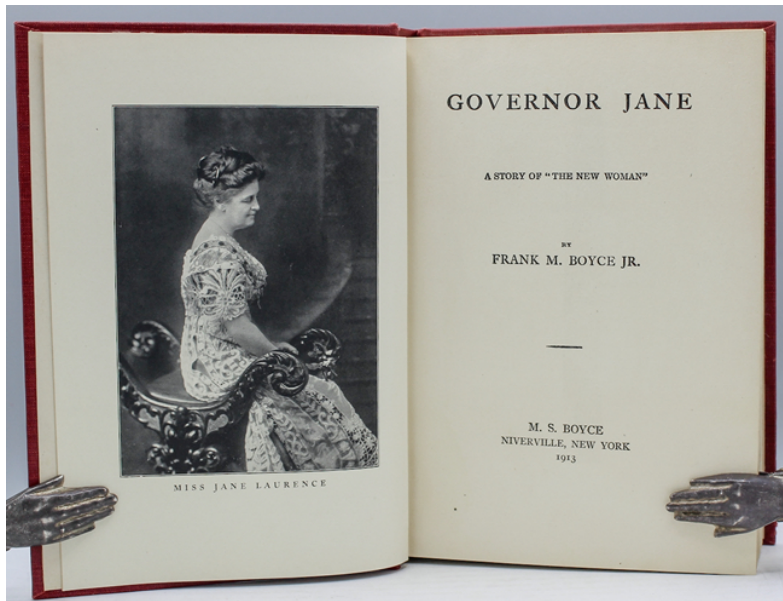 MISS JANE LAURENCE
GOVERNOR JANE
A STORY OF "THE NEW WOMAN"
BY
FRANK M. BOYCE JR.
M. S. BOYCE
NIVERVILLE, NEW YORK
1913